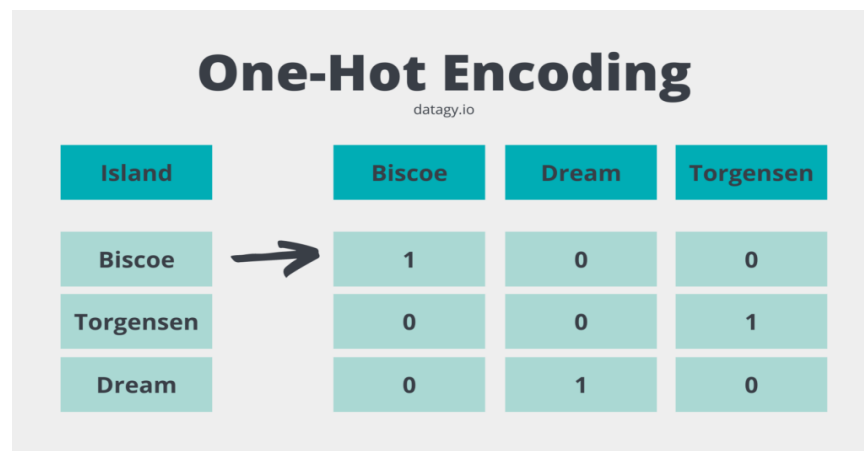 One-Hot Encoding
datagy.io
Island Biscoe Dream Torgensen
Biscoe 1 0 0
Torgensen 0 0 1
Dream 0 1 0